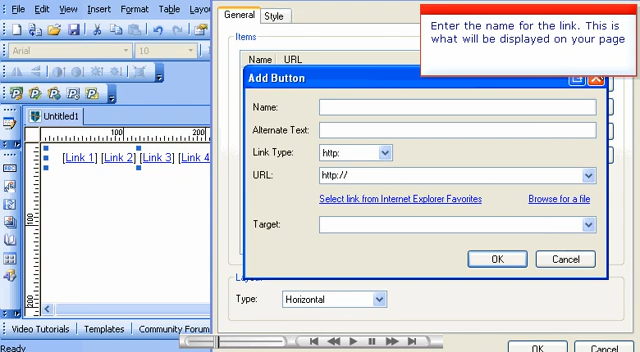 File Edit View Insert Format Table
General Style
Enter the name for the link. This is
what will be displayed on your page
Items
Name URL
Arial 10
Add Button
Name:
Alternate Text:
Link Type: http:
URL: http://
Select link from Internet Explorer Favorites Browse for a file
Target:
OK Cancel
Untitled1
100 200
[Link 1] [Link 2] [Link 3] [Link 4
100
200
Type: Horizontal
Video Tutorials Templates Community Forum
Ready
OK Cancel